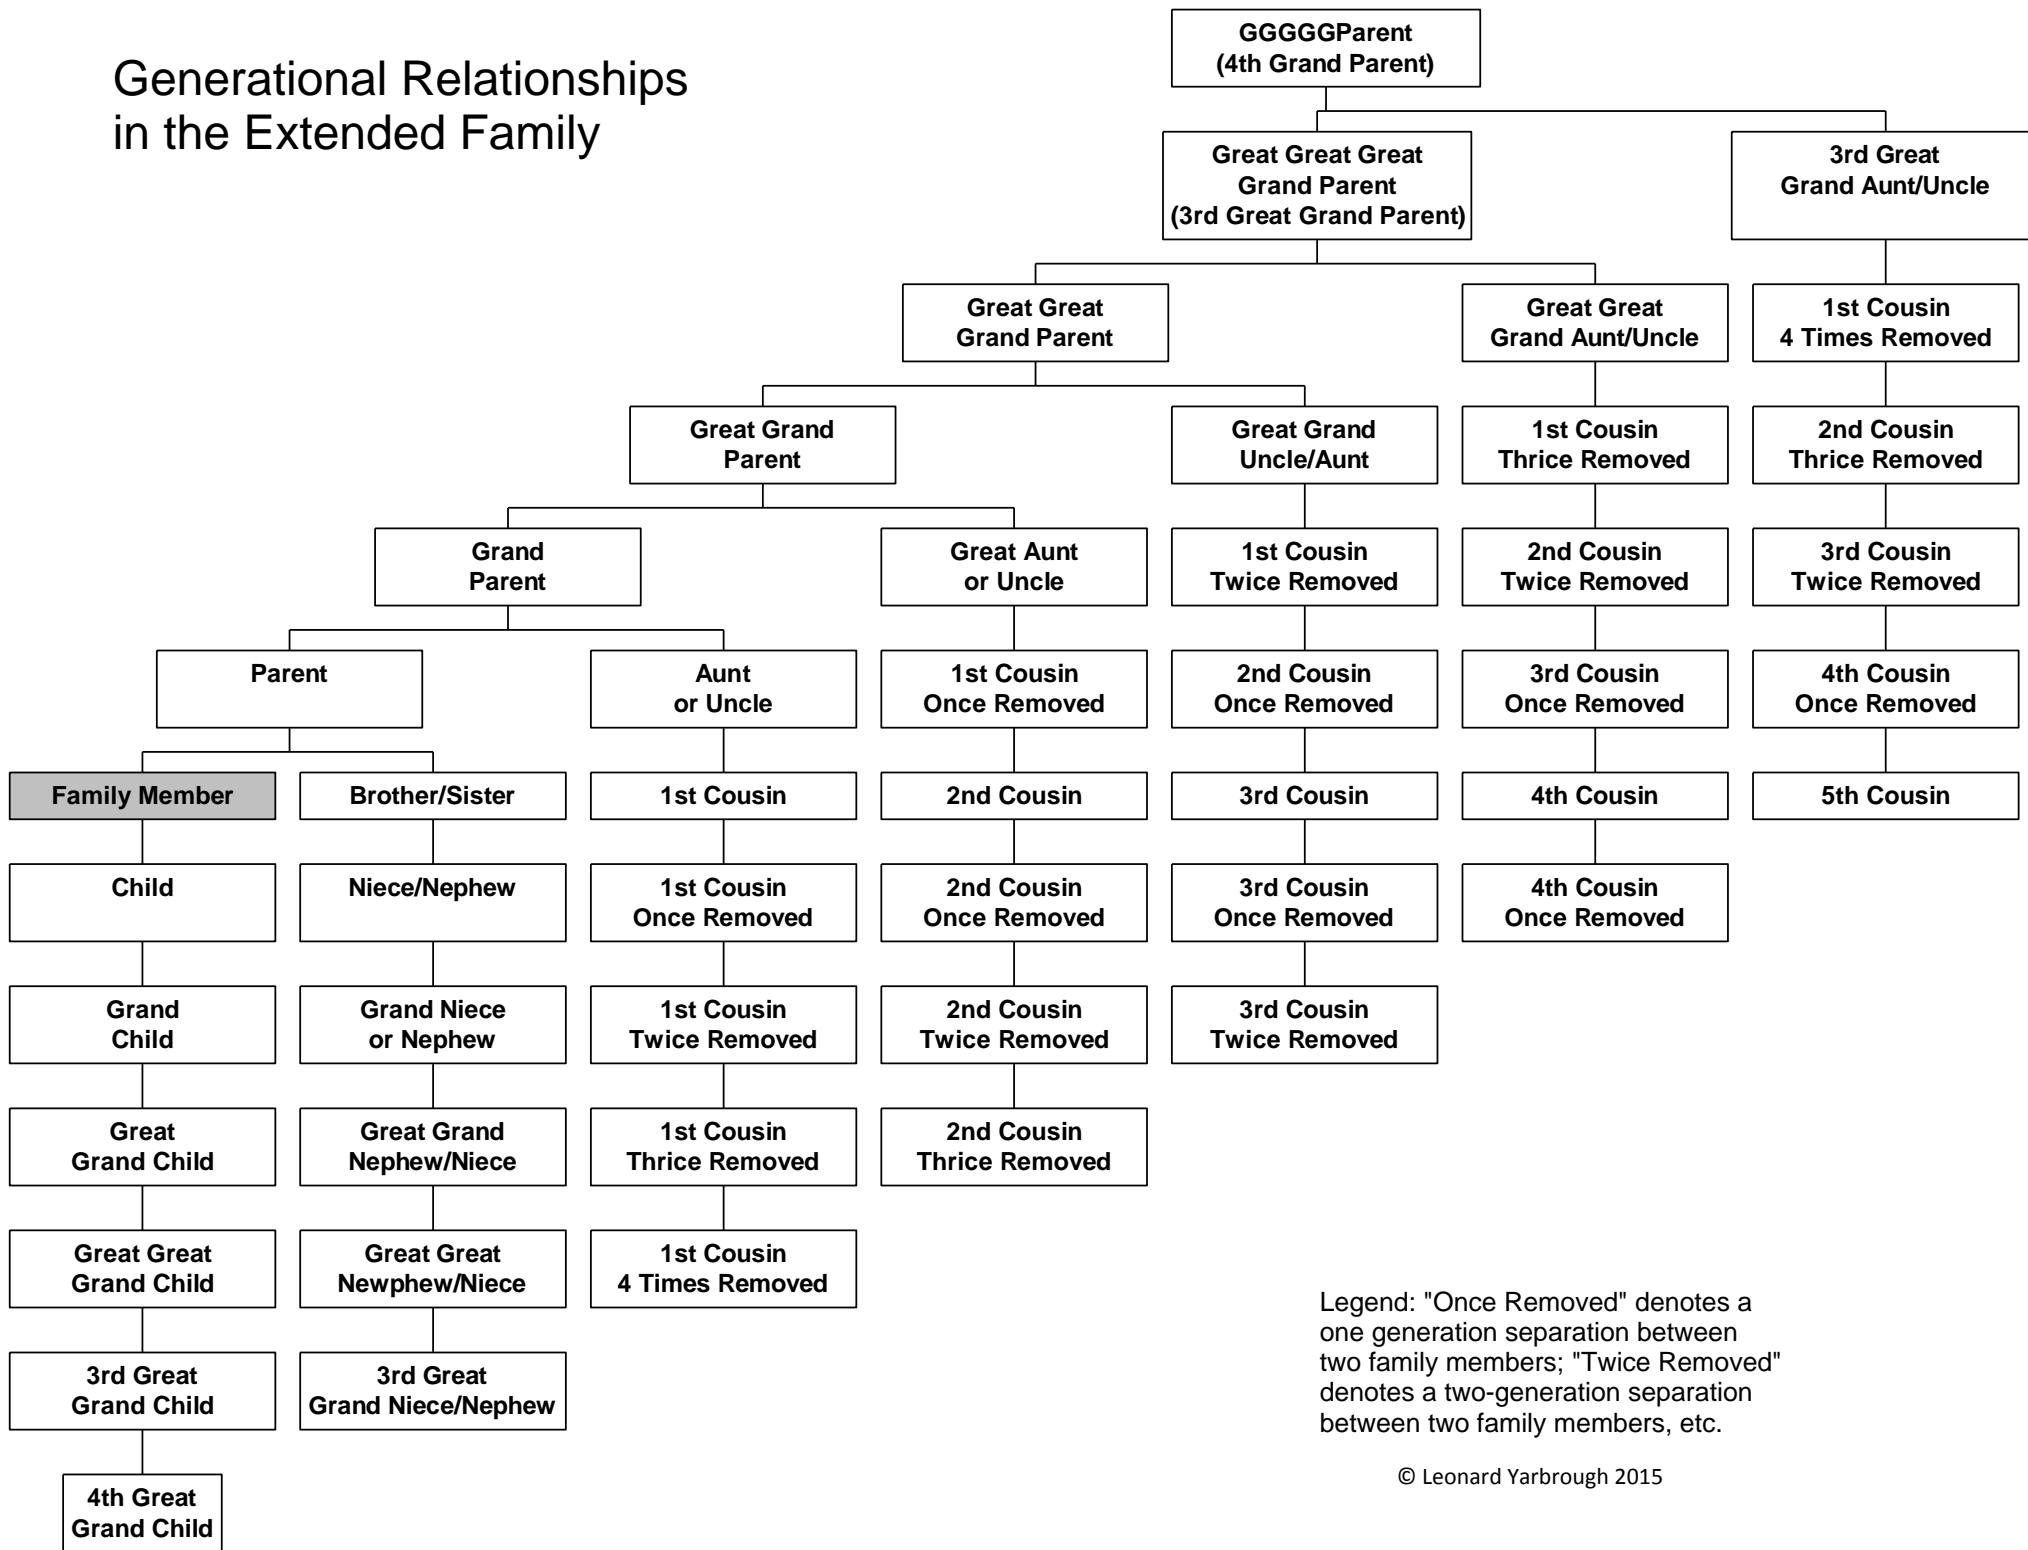 Generational Relationships
in the Extended Family
GGGGGParent
(4th Grand Parent)
Great Great Great
Grand Parent
(3rd Great Grand Parent)
3rd Great
Grand Aunt/Uncle
Great Great
Grand Parent
Great Great
Grand Aunt/Uncle
1st Cousin
4 Times Removed
Great Grand
Parent
Great Grand
Uncle/Aunt
1st Cousin
Thrice Removed
2nd Cousin
Thrice Removed
Grand
Parent
Great Aunt
or Uncle
1st Cousin
Twice Removed
2nd Cousin
Twice Removed
3rd Cousin
Twice Removed
Parent
Aunt
or Uncle
1st Cousin
Once Removed
2nd Cousin
Once Removed
3rd Cousin
Once Removed
4th Cousin
Once Removed
Family Member
Brother/Sister
1st Cousin
2nd Cousin
3rd Cousin
4th Cousin
5th Cousin
Child
Niece/Nephew
1st Cousin
Once Removed
2nd Cousin
Once Removed
3rd Cousin
Once Removed
4th Cousin
Once Removed
Grand
Child
Grand Niece
or Nephew
1st Cousin
Twice Removed
2nd Cousin
Twice Removed
3rd Cousin
Twice Removed
Great
Grand Child
Great Grand
Nephew/Niece
1st Cousin
Thrice Removed
2nd Cousin
Thrice Removed
Great Great
Grand Child
Great Great
Newphew/Niece
1st Cousin
4 Times Removed
3rd Great
Grand Child
3rd Great
Grand Niece/Nephew
4th Great
Grand Child
Legend: "Once Removed" denotes a
one generation separation between
two family members; "Twice Removed"
denotes a two-generation separation
between two family members, etc.
© Leonard Yarbrough 2015